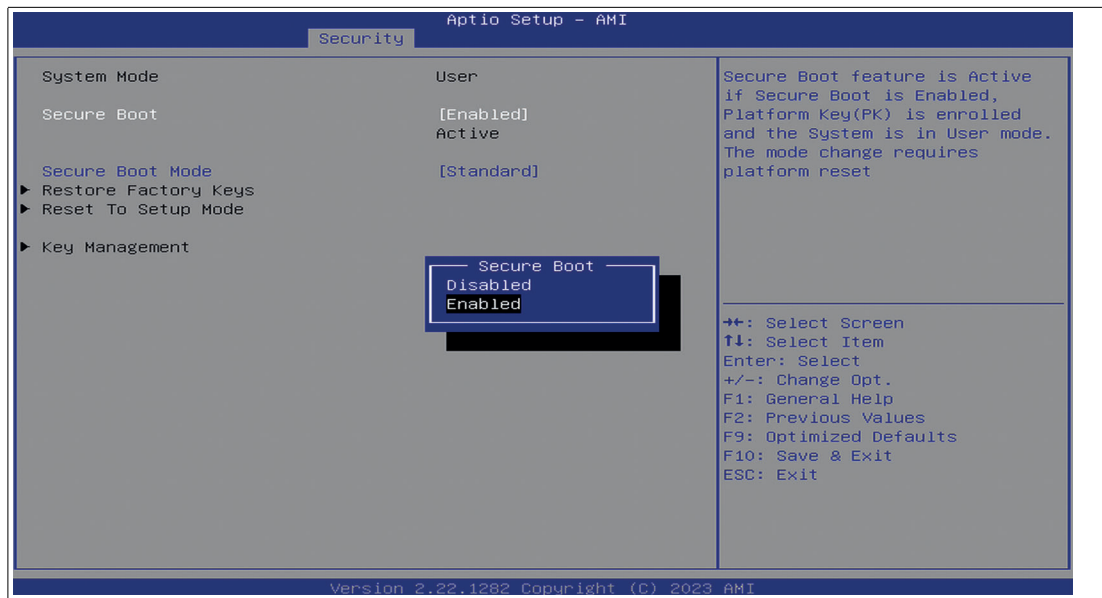 Aptio Setup – AMI
Security
System Mode User
Secure Boot [Enabled]
Active
Secure Boot Mode [Standard]
▶ Restore Factory Keys
▶ Reset To Setup Mode
▶ Key Management
Secure Boot
Disabled
Enabled
Secure Boot feature is Active
if Secure Boot is Enabled,
Platform Key(PK) is enrolled
and the System is in User mode.
The mode change requires
platform reset
→←: Select Screen
↑↓: Select Item
Enter: Select
+/-: Change Opt.
F1: General Help
F2: Previous Values
F9: Optimized Defaults
F10: Save & Exit
ESC: Exit
Version 2.22.1282 Copyright (C) 2023 AMI